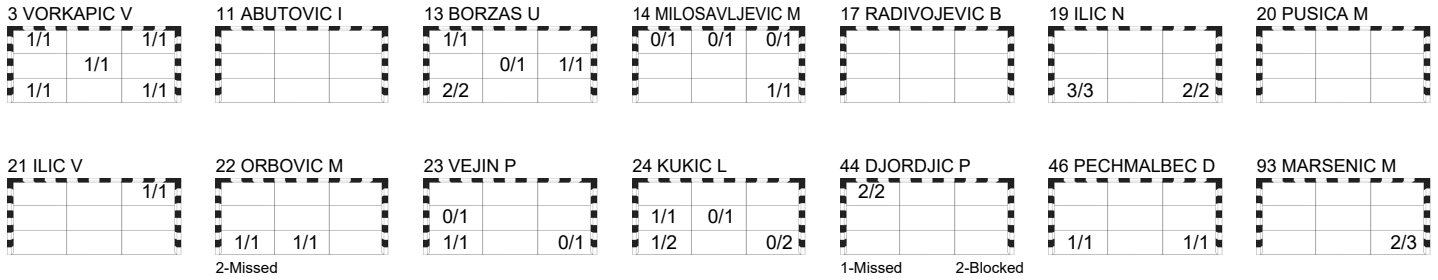 3 VORKAPIC V 11 ABUTOVIC I 13 BORZAS U 14 MILOSAVLJEVIC M 17 RADIVOJEVIC B 19 ILIC N 20 PUSICA M
1/1 1/1 1/1 0/1 0/1 0/1
1/1 0/1 1/1
1/1 1/1 2/2 1/1 3/3 2/2
21 ILIC V 22 ORBOVIC M 23 VEJIN P 24 KUKIC L 44 DJORDJIC P 46 PECHMALBEC D 93 MARSENIC M
1/1 2/2
0/1 1/1 0/1
1/1 1/1 1/1 0/1 1/2 0/2 1/1 1/1 2/3
2-Missed 1-Missed 2-Blocked